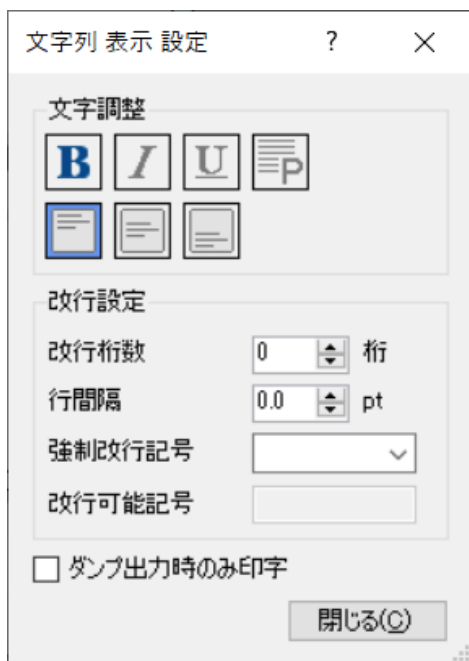 文字列 表示 設定 ? ×
文字調整
B I U P
改行設定
改行桁数 0 桁
行間隔 0.0 pt
強制改行記号
改行可能記号
ダンプ出力時のみ印字
閉じる(C)